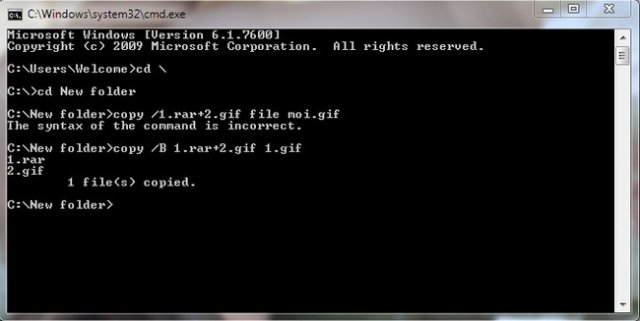 C:\Windows\system32\cmd.exe
Microsoft Windows [Version 6.1.7600]
Copyright (c) 2009 Microsoft Corporation.  All rights reserved.
C:\Users\Welcome>cd \
C:\>cd New folder
C:\New folder>copy /1.rar+2.gif file moi.gif
The syntax of the command is incorrect.
C:\New folder>copy /B 1.rar+2.gif 1.gif
1.rar
2.gif
        1 file(s) copied.
C:\New folder>